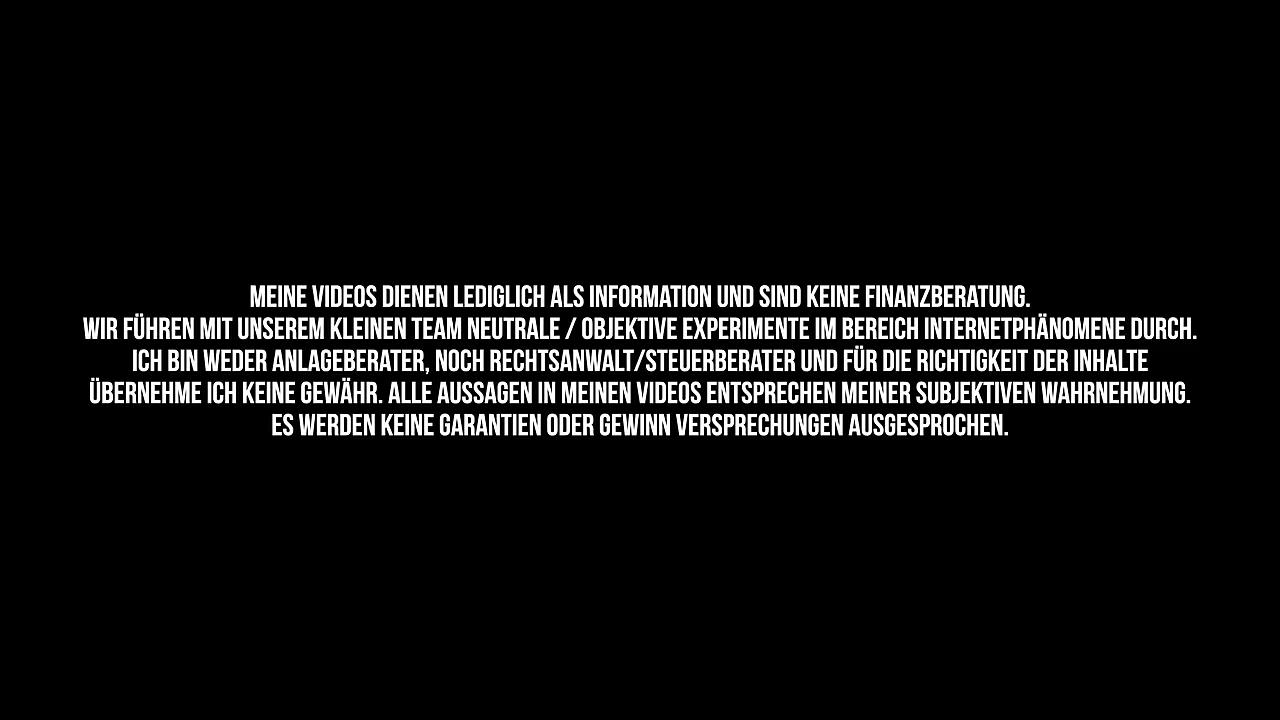 MEINE VIDEOS DIENEN LEDIGLICH ALS INFORMATION UND SIND KEINE FINANZBERATUNG.
WIR FÜHREN MIT UNSEREM KLEINEN TEAM NEUTRALE / OBJEKTIVE EXPERIMENTE IM BEREICH INTERNETPHÄNOMENE DURCH.
ICH BIN WEDER ANLAGEBERATER, NOCH RECHTSANWALT/STEUERBERATER UND FÜR DIE RICHTIGKEIT DER INHALTE
ÜBERNEHME ICH KEINE GEWÄHR. ALLE AUSSAGEN IN MEINEN VIDEOS ENTSPRECHEN MEINER SUBJEKTIVEN WAHRNEHMUNG.
ES WERDEN KEINE GARANTIEN ODER GEWINN VERSPRECHUNGEN AUSGESPROCHEN.